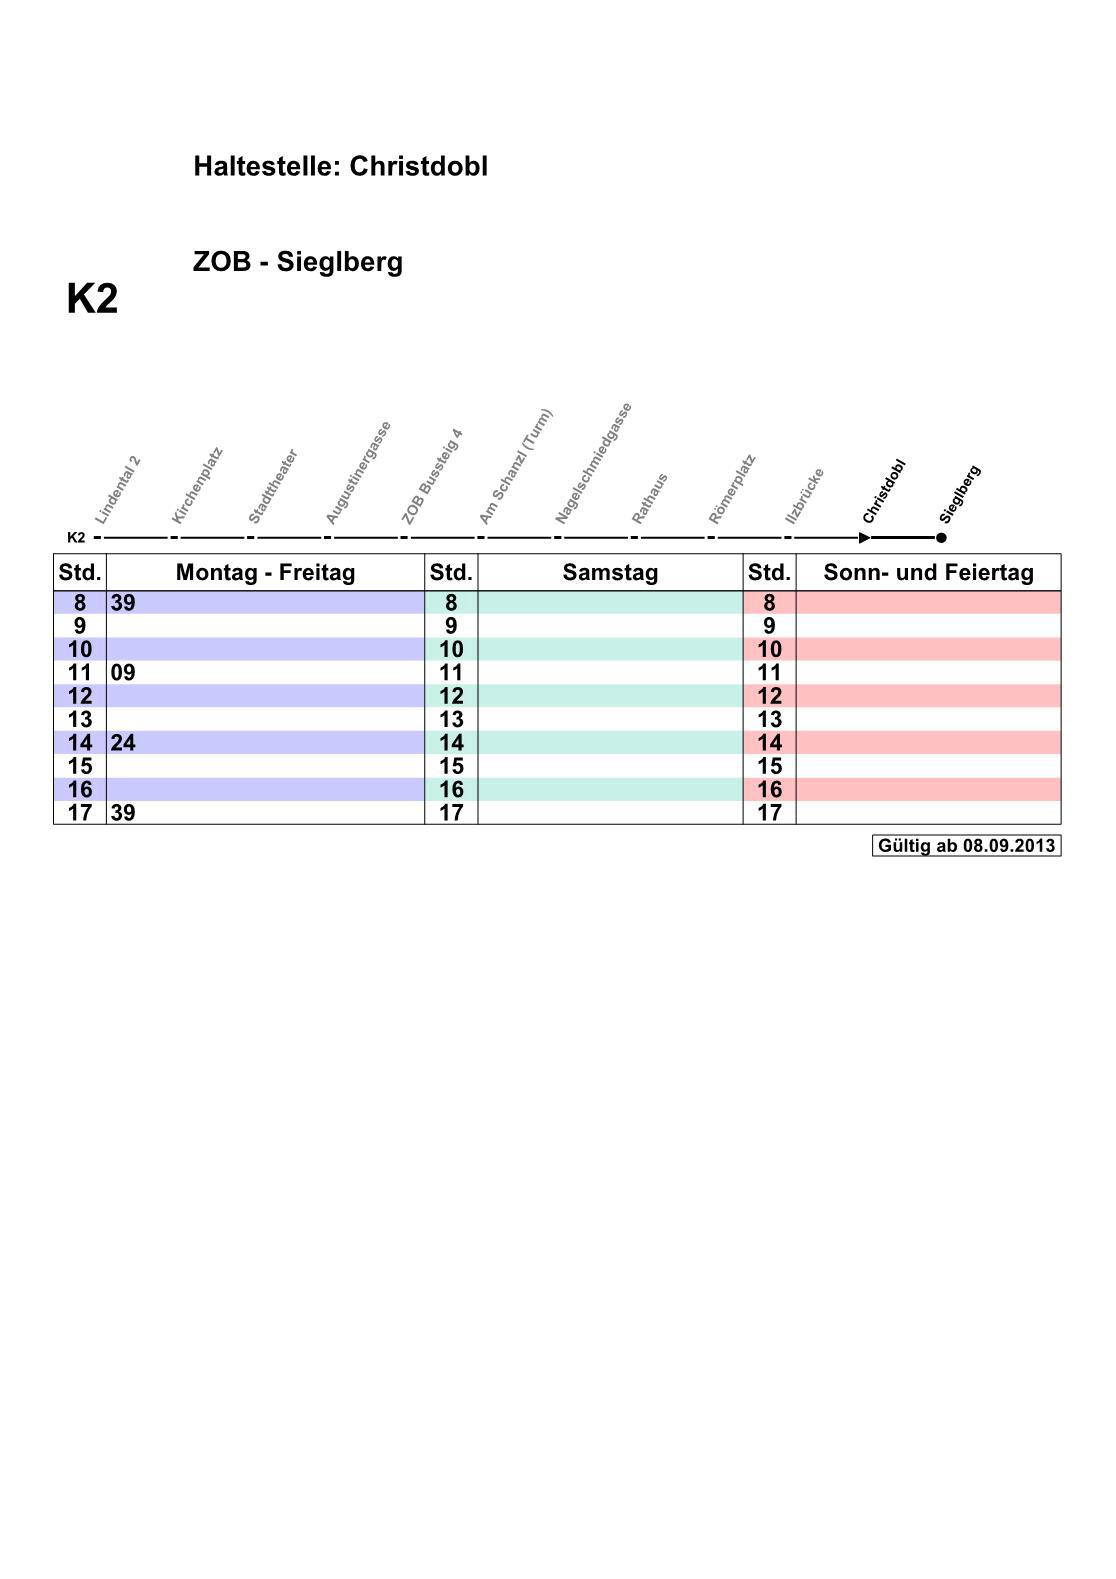 Haltestelle: Christdobl
ZOB - Sieglberg
K2
Lindental 2
Kirchenplatz
Stadttheater
Augustinergasse
ZOB Bussteig 4
Am Schanzl (Turm)
Nagelschmiedgasse
Rathaus
Römerplatz
Ilzbrücke
Christdobl
Sieglberg
K2
Std. Montag - Freitag Std. Samstag Std. Sonn- und Feiertag
8 39 8 8
9 9 9
10 10 10
11 09 11 11
12 12 12
13 13 13
14 24 14 14
15 15 15
16 16 16
17 39 17 17
Gültig ab 08.09.2013